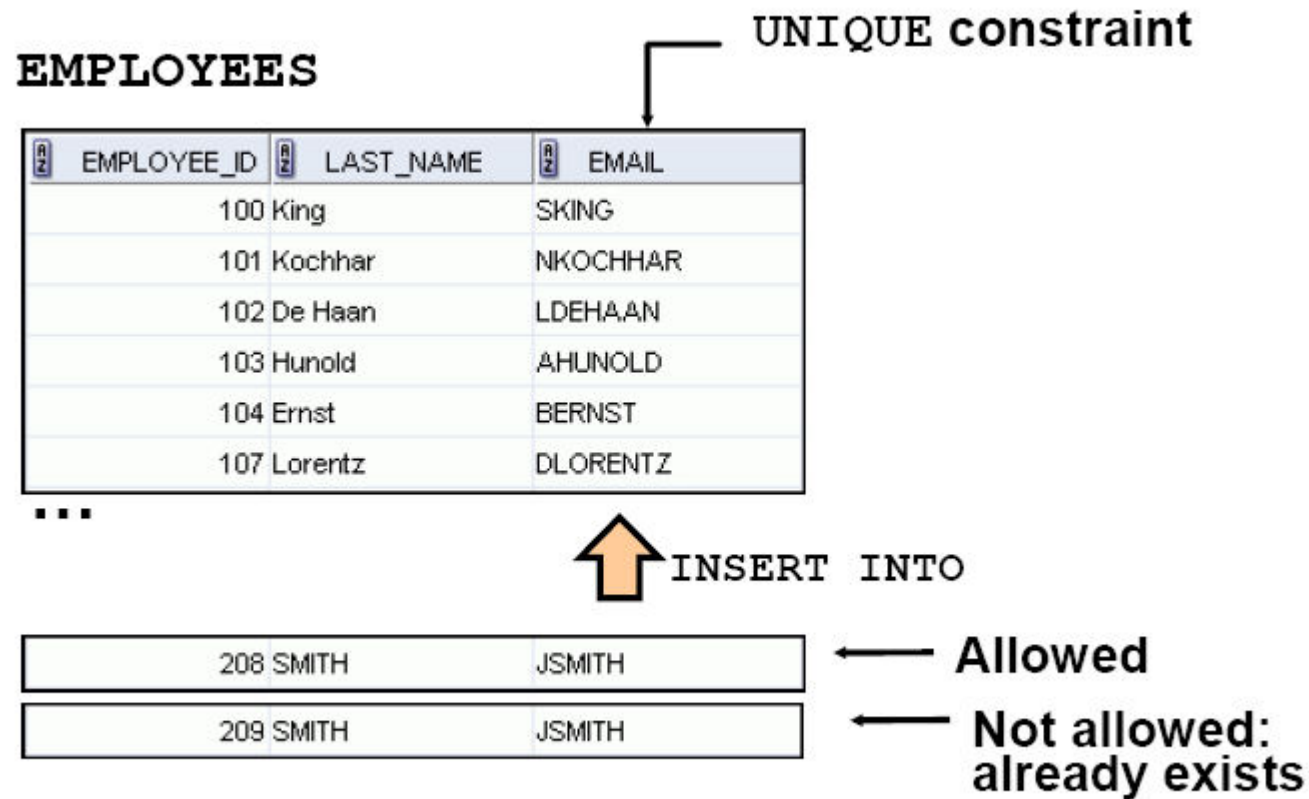 UNIQUE constraint
EMPLOYEES
EMPLOYEE_ID LAST_NAME EMAIL
100 King SKING
101 Kochhar NKOCHHAR
102 De Haan LDEHAAN
103 Hunold AHUNOLD
104 Ernst BERNST
107 Lorentz DLORENTZ
...
INSERT INTO
208 SMITH JSMITH
Allowed
209 SMITH JSMITH
Not allowed:
already exists